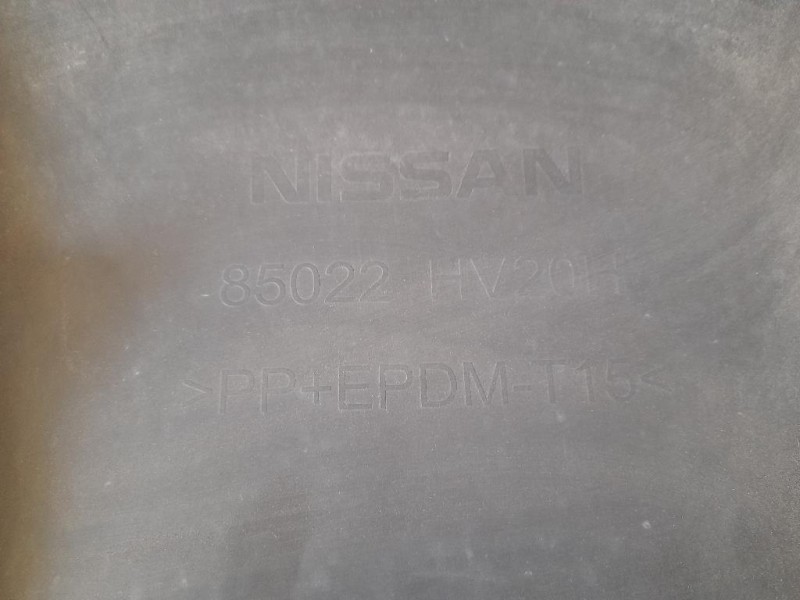 NISSAN
85022 HV20H
>PP+EPDM-T15<